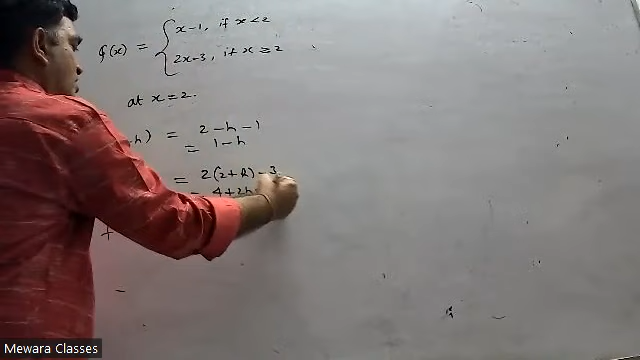 f(x) = { x-1, if x<2
2x-3, if x≥2
at x=2.
h) = 2-h-1
= 1-h
= 2(2+h)-3
= 4+2h
Mewara Classes